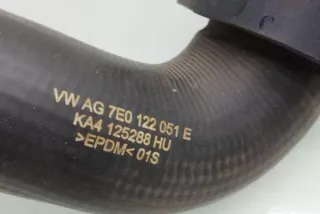 VW AG 7E0 122 051 E
KA4 125288 HU
>EPDM< 01S